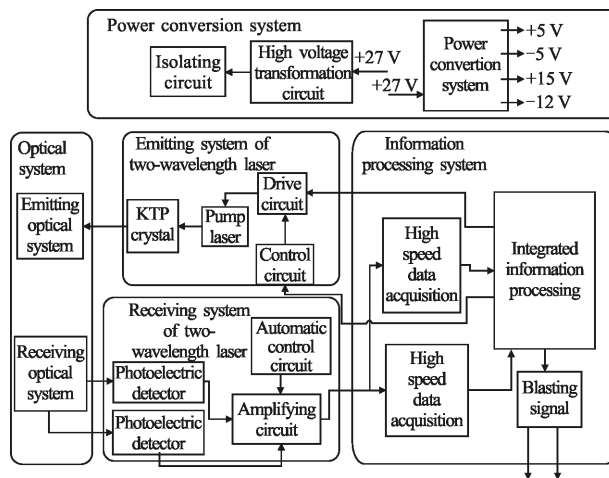 Power conversion system
Isolating
circuit
High voltage
transformation
circuit
+27 V
+27 V
Power
convertion
system
+5 V
−5 V
+15 V
−12 V
Optical
system
Emitting
optical
system
Receiving
optical
system
Emitting system of
two-wavelength laser
KTP
crystal
Pump
laser
Drive
circuit
Control
circuit
Receiving system
of two-
wavelength laser
Automatic
control
circuit
Photoelectric
detector
Photoelectric
detector
Amplifying
circuit
Information
processing system
High
speed
data
acquisition
High
speed
data
acquisition
Integrated
information
processing
Blasting
signal